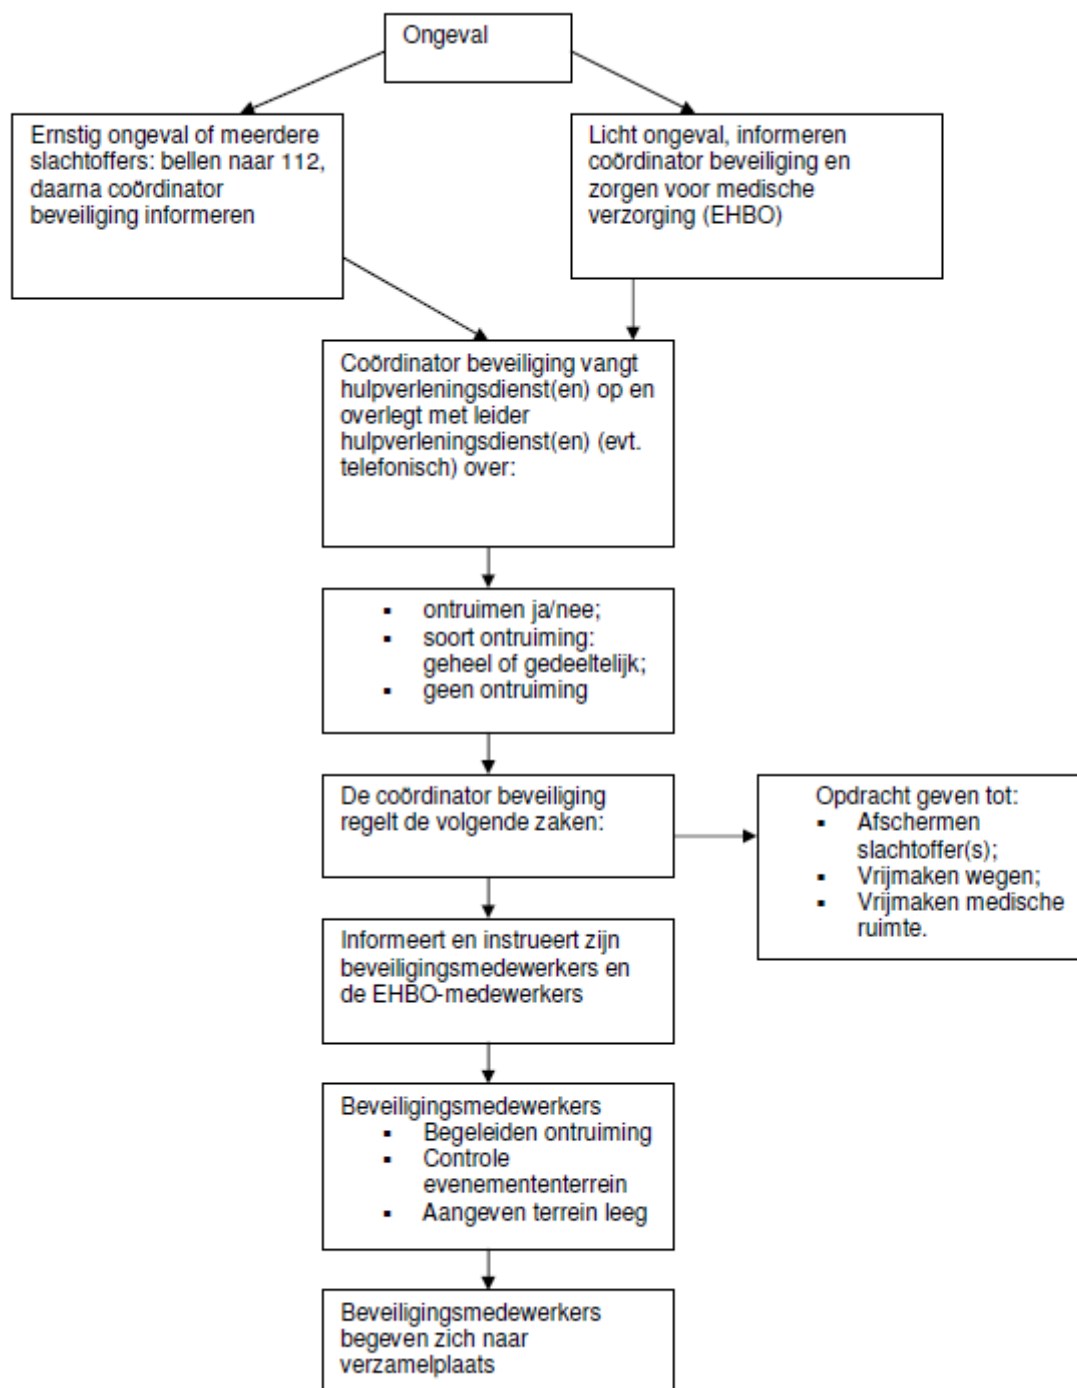 Ongeval
Ernstig ongeval of meerdere
slachtoffers: bellen naar 112,
daarna coördinator
beveiliging informeren
Licht ongeval, informeren
coördinator beveiliging en
zorgen voor medische
verzorging (EHBO)
Coördinator beveiliging vangt
hulpverleningsdienst(en) op en
overlegt met leider
hulpverleningsdienst(en) (evt.
telefonisch) over:
▪ ontruimen ja/nee;
▪ soort ontruiming:
geheel of gedeeltelijk;
▪ geen ontruiming
De coördinator beveiliging
regelt de volgende zaken:
Opdracht geven tot:
▪ Afschermen
slachtoffer(s);
▪ Vrijmaken wegen;
▪ Vrijmaken medische
ruimte.
Informeert en instrueert zijn
beveiligingsmedewerkers en
de EHBO-medewerkers
Beveiligingsmedewerkers
▪ Begeleiden ontruiming
▪ Controle
evenemententerrein
▪ Aangeven terrein leeg
Beveiligingsmedewerkers
begeven zich naar
verzamelplaats